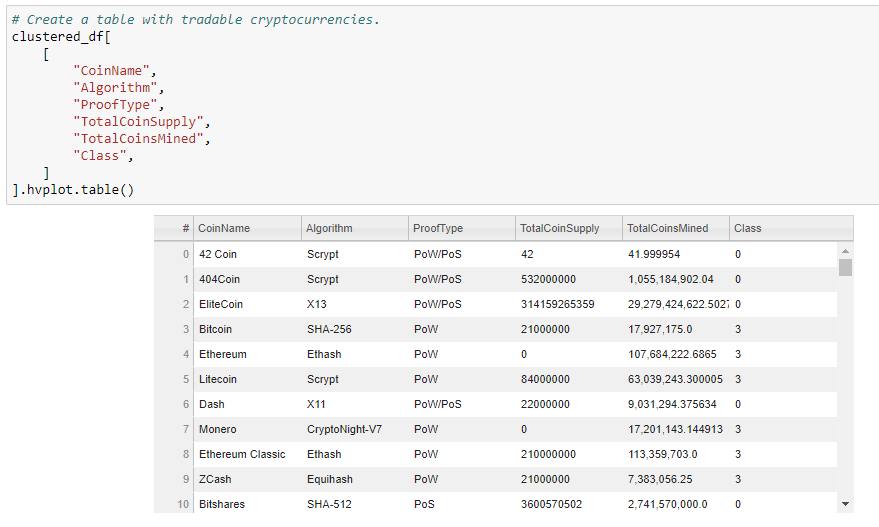 # Create a table with tradable cryptocurrencies.
clustered_df[
[
"CoinName",
"Algorithm",
"ProofType",
"TotalCoinSupply",
"TotalCoinsMined",
"Class",
]
].hvplot.table()
# CoinName Algorithm ProofType TotalCoinSupply TotalCoinsMined Class
0 42 Coin Scrypt PoW/PoS 42 41.999954 0
1 404Coin Scrypt PoW/PoS 532000000 1,055,184,902.04 0
2 EliteCoin X13 PoW/PoS 314159265359 29,279,424,622.5027 0
3 Bitcoin SHA-256 PoW 21000000 17,927,175.0 3
4 Ethereum Ethash PoW 0 107,684,222.6865 3
5 Litecoin Scrypt PoW 84000000 63,039,243.300005 3
6 Dash X11 PoW/PoS 22000000 9,031,294.375634 0
7 Monero CryptoNight-V7 PoW 0 17,201,143.144913 3
8 Ethereum Classic Ethash PoW 210000000 113,359,703.0 3
9 ZCash Equihash PoW 21000000 7,383,056.25 3
10 Bitshares SHA-512 PoS 3600570502 2,741,570,000.0 0